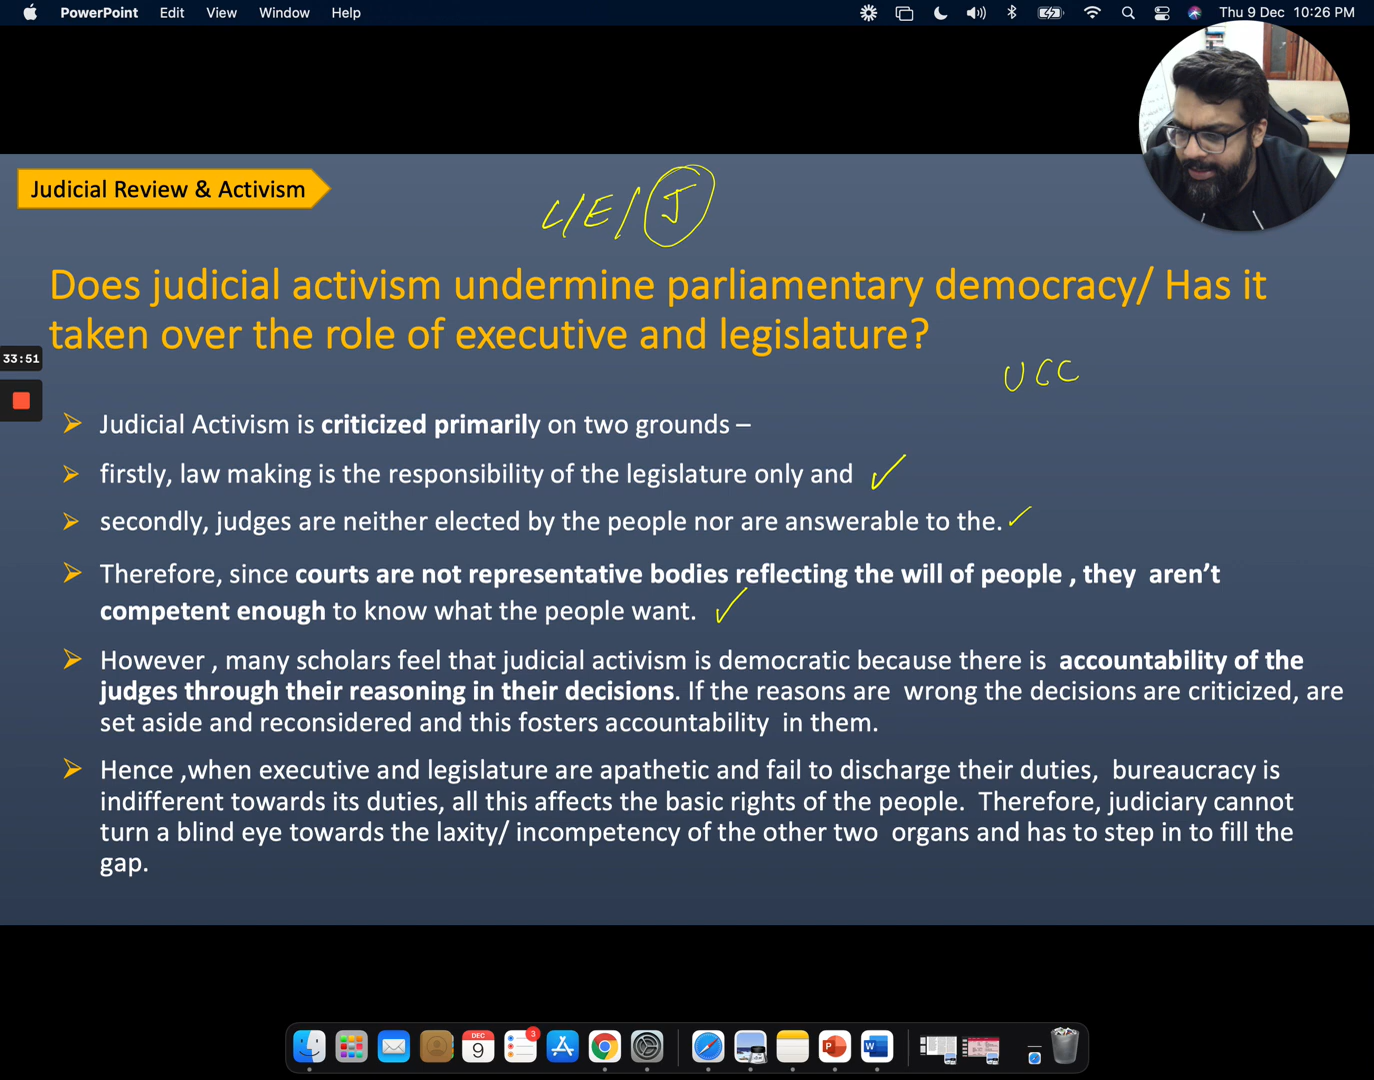 PowerPoint Edit View Window Help Thu 9 Dec 10:26 PM
Judicial Review & Activism
L/E/J
Does judicial activism undermine parliamentary democracy/ Has it
taken over the role of executive and legislature?
33:51
UCC
Judicial Activism is criticized primarily on two grounds –
firstly, law making is the responsibility of the legislature only and
secondly, judges are neither elected by the people nor are answerable to the.
Therefore, since courts are not representative bodies reflecting the will of people , they aren't
competent enough to know what the people want.
However , many scholars feel that judicial activism is democratic because there is accountability of the
judges through their reasoning in their decisions. If the reasons are wrong the decisions are criticized, are
set aside and reconsidered and this fosters accountability in them.
Hence ,when executive and legislature are apathetic and fail to discharge their duties, bureaucracy is
indifferent towards its duties, all this affects the basic rights of the people. Therefore, judiciary cannot
turn a blind eye towards the laxity/ incompetency of the other two organs and has to step in to fill the
gap.
DEC
9
3